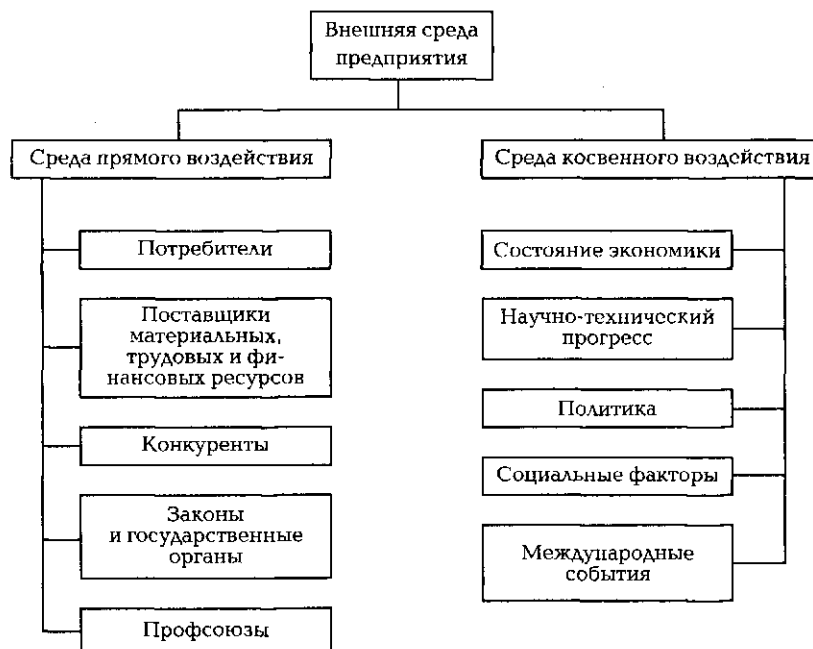 Внешняя среда
предприятия
Среда прямого воздействия
Потребители
Поставщики
материальных,
трудовых и фи-
нансовых ресурсов
Конкуренты
Законы
и государственные
органы
Профсоюзы
Среда косвенного воздействия
Состояние экономики
Научно-технический
прогресс
Политика
Социальные факторы
Международные
события